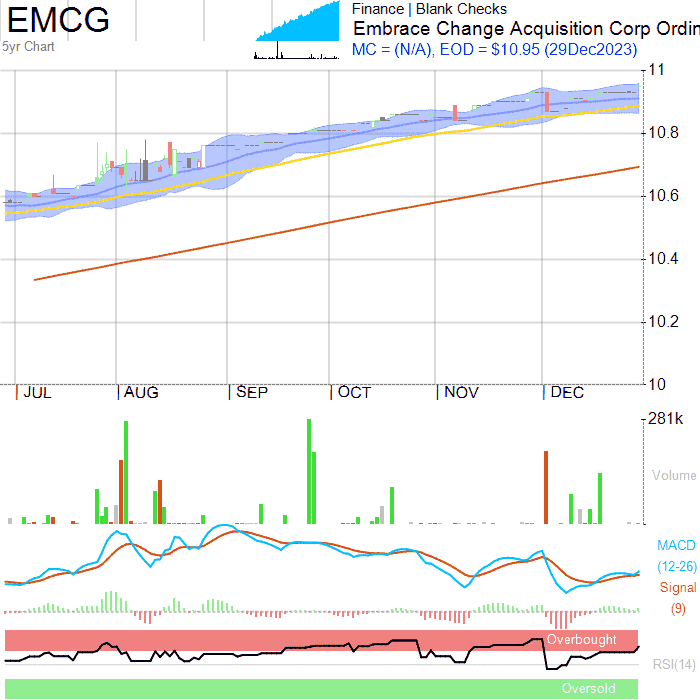 EMCG
5yr Chart
Finance | Blank Checks
Embrace Change Acquisition Corp Ordin
MC = (N/A), EOD = $10.95 (29Dec2023)
11
10.8
10.6
10.4
10.2
10
JUL AUG SEP OCT NOV DEC
281k
Volume
MACD
(12-26)
Signal
(9)
Overbought
RSI(14)
Oversold